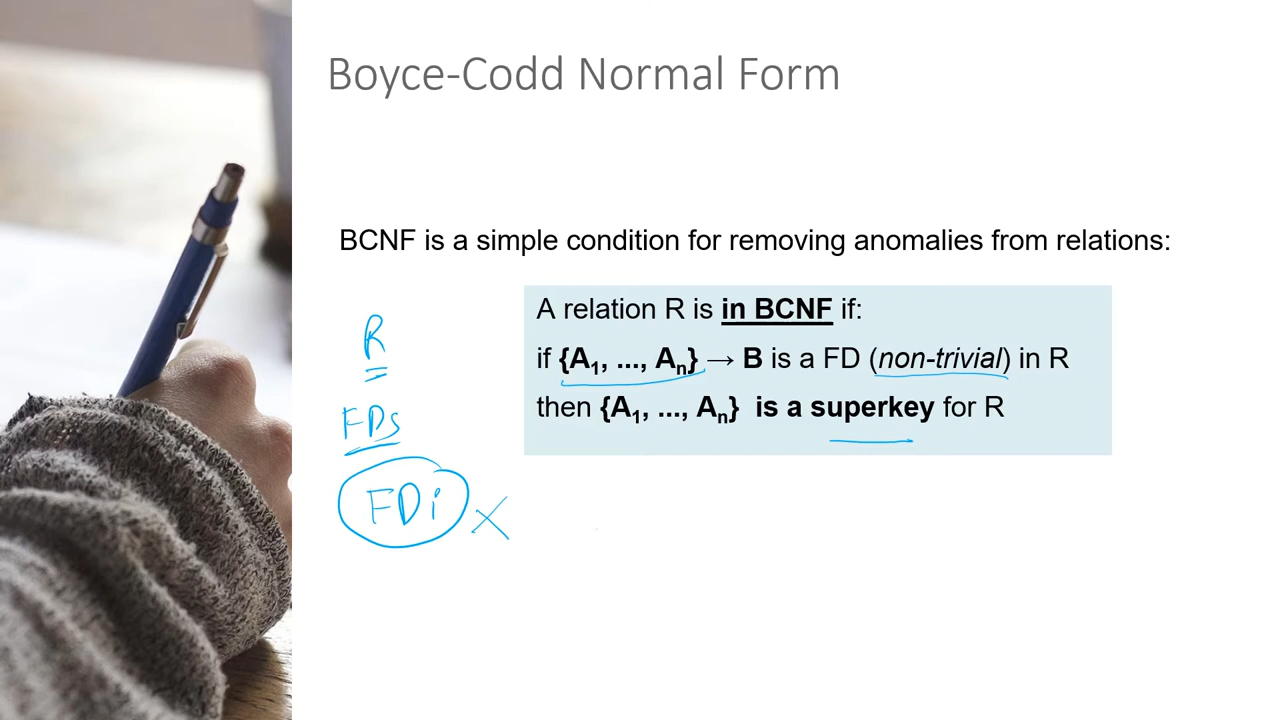 Boyce-Codd Normal Form
BCNF is a simple condition for removing anomalies from relations:
A relation R is in BCNF if:
if {A1, ..., An} → B is a FD (non-trivial) in R
then {A1, ..., An} is a superkey for R
R
FDs
FDi X